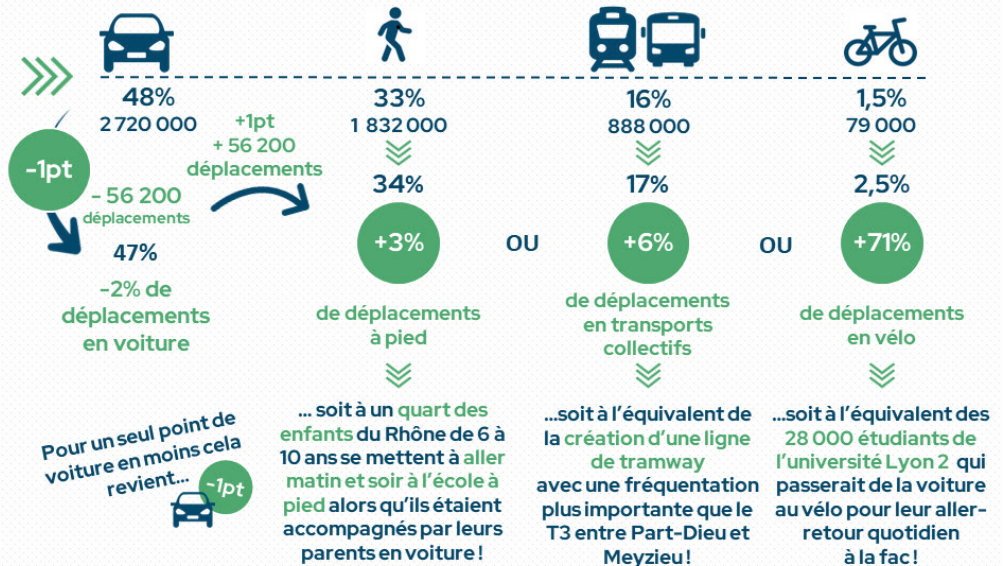 48%
2 720 000
-1pt
- 56 200
déplacements
47%
-2% de
déplacements
en voiture
+1pt
+ 56 200
déplacements
33%
1 832 000
34%
+3%
de déplacements
à pied
... soit à un quart des
enfants du Rhône de 6 à
10 ans se mettent à aller
matin et soir à l'école à
pied alors qu'ils étaient
accompagnés par leurs
parents en voiture !
OU
16%
888 000
17%
+6%
de déplacements
en transports
collectifs
...soit à l'équivalent de
la création d'une ligne
de tramway
avec une fréquentation
plus importante que le
T3 entre Part-Dieu et
Meyzieu !
OU
1,5%
79 000
2,5%
+71%
de déplacements
en vélo
...soit à l'équivalent des
28 000 étudiants de
l'université Lyon 2 qui
passerait de la voiture
au vélo pour leur aller-
retour quotidien
à la fac !
Pour un seul point de
voiture en moins cela
revient...
-1pt